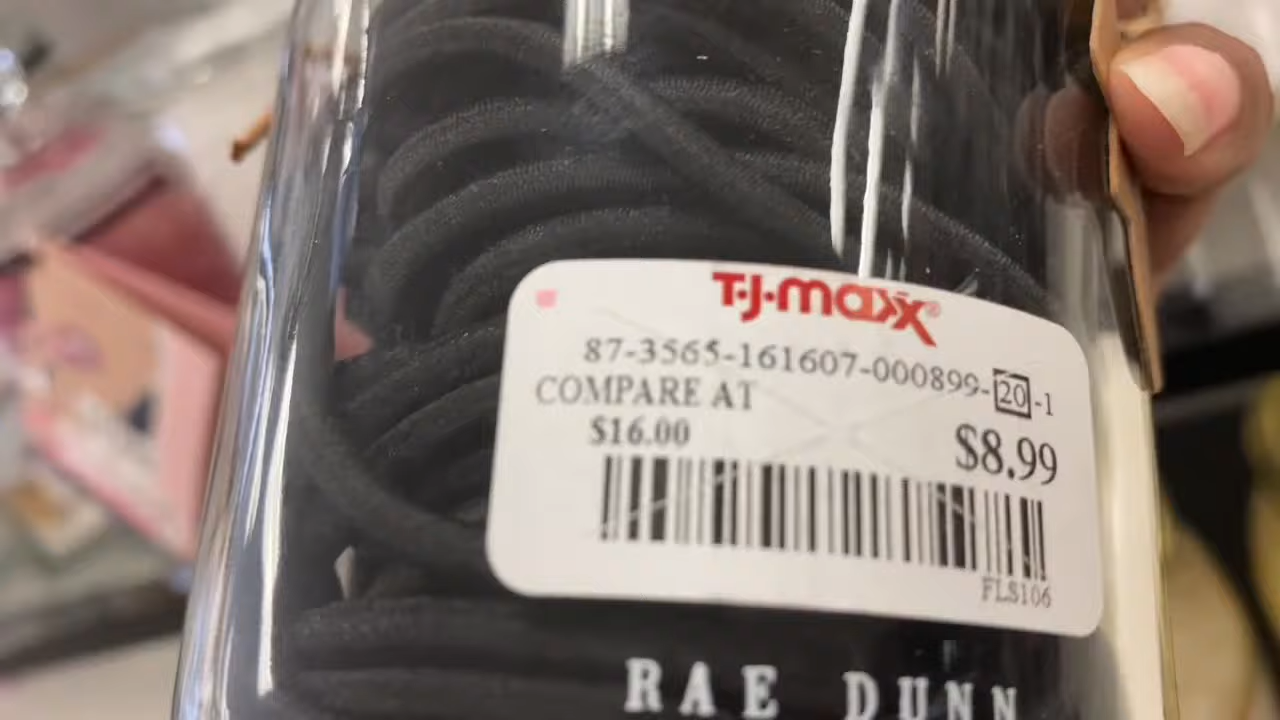 T·J·maxx®
87-3565-161607-000899-20-1
COMPARE AT
$16.00
$8.99
FLS106
RAE DUNN